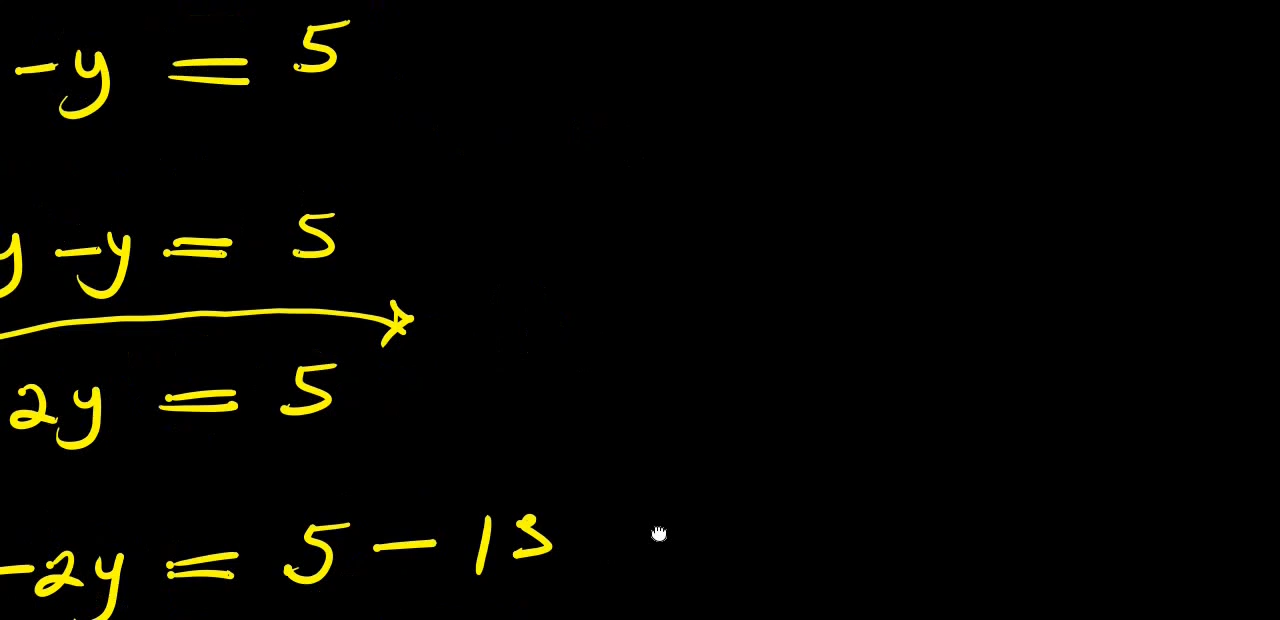 -y = 5
y -y = 5
2y = 5
-2y = 5 - 13